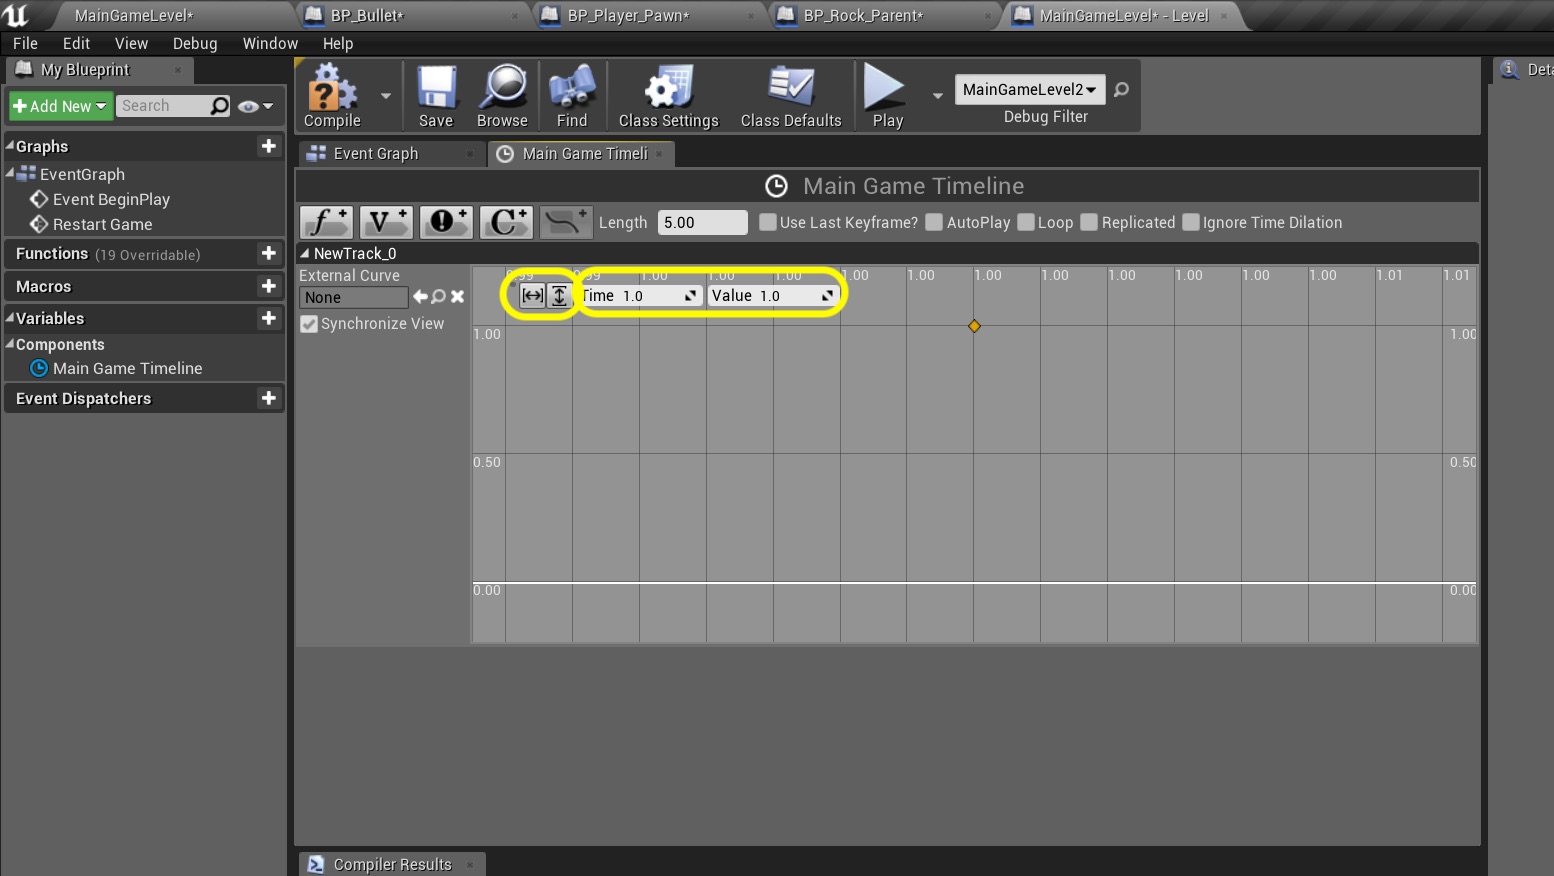 MainGameLevel*
BP_Bullet*
BP_Player_Pawn*
BP_Rock_Parent*
MainGameLevel* - Level
File Edit View Debug Window Help
My Blueprint
Add New
Search
Graphs
EventGraph
Event BeginPlay
Restart Game
Functions (19 Overridable)
Macros
Variables
Components
Main Game Timeline
Event Dispatchers
Compile
Save
Browse
Find
Class Settings
Class Defaults
Play
MainGameLevel2
Debug Filter
Event Graph
Main Game Timeli
Main Game Timeline
f V C Length 5.00 Use Last Keyframe? AutoPlay Loop Replicated Ignore Time Dilation
NewTrack_0
External Curve
None
Synchronize View
1.00 1.00 1.00 1.00 1.00 1.00 1.00 1.00 1.00 1.00 1.00 1.01 1.01
Time 1.0 Value 1.0
1.00 1.00
0.50 0.50
0.00 0.00
Compiler Results